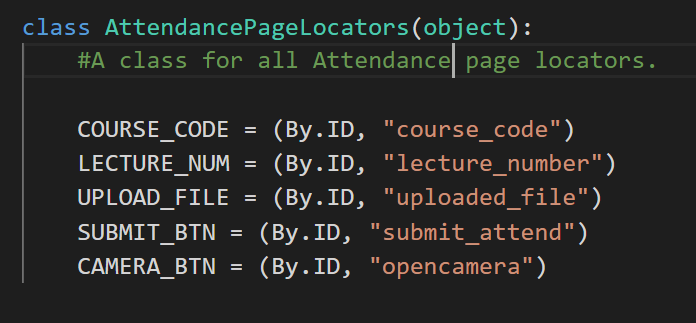 class AttendancePageLocators(object):
#A class for all Attendance page locators.
COURSE_CODE = (By.ID, "course_code")
LECTURE_NUM = (By.ID, "lecture_number")
UPLOAD_FILE = (By.ID, "uploaded_file")
SUBMIT_BTN = (By.ID, "submit_attend")
CAMERA_BTN = (By.ID, "opencamera")